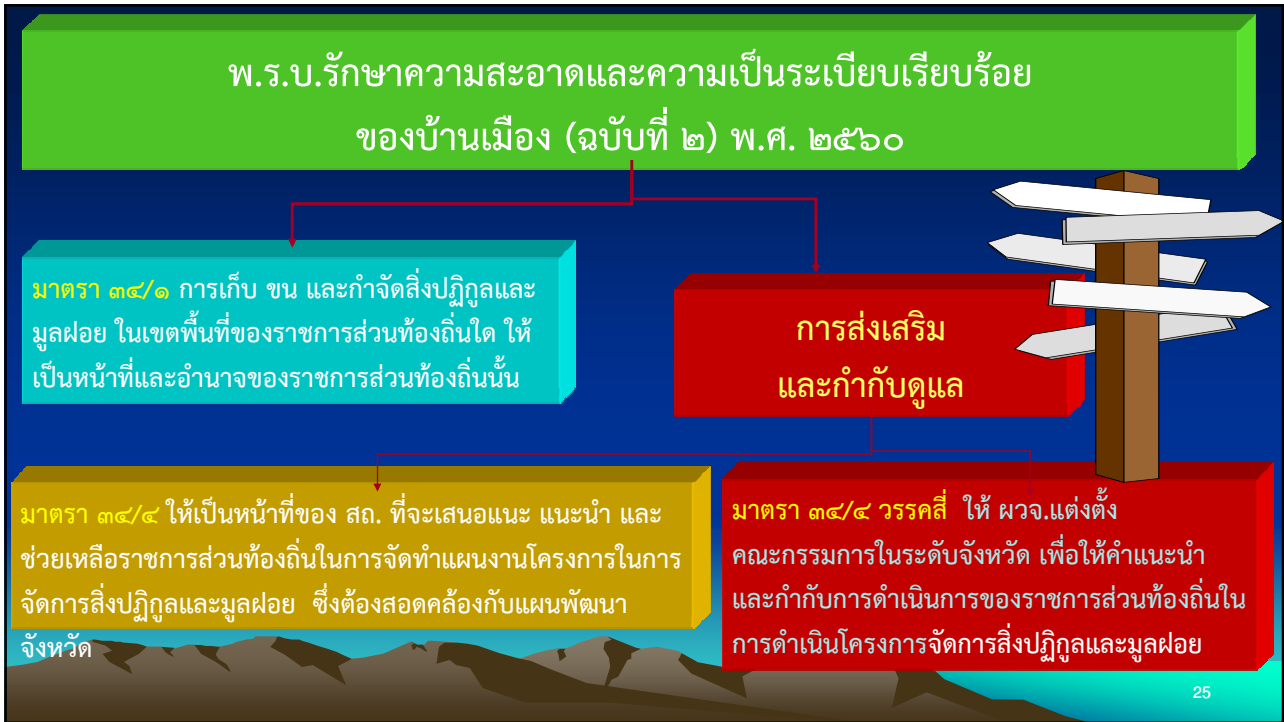 พ.ร.บ.รักษาความสะอาดและความเป็นระเบียบเรียบร้อย
ของบ้านเมือง (ฉบับที่ ๒) พ.ศ. ๒๕๖๐
มาตรา ๓๔/๑ การเก็บ ขน และกำจัดสิ่งปฏิกูลและ
มูลฝอย ในเขตพื้นที่ของราชการส่วนท้องถิ่นใด ให้
เป็นหน้าที่และอำนาจของราชการส่วนท้องถิ่นนั้น
การส่งเสริม
และกำกับดูแล
มาตรา ๓๔/๔ ให้เป็นหน้าที่ของ สถ. ที่จะเสนอแนะ แนะนำ และ
ช่วยเหลือราชการส่วนท้องถิ่นในการจัดทำแผนงานโครงการในการ
จัดการสิ่งปฏิกูลและมูลฝอย ซึ่งต้องสอดคล้องกับแผนพัฒนา
จังหวัด
มาตรา ๓๔/๔ วรรคสี่ ให้ ผวจ.แต่งตั้ง
คณะกรรมการในระดับจังหวัด เพื่อให้คำแนะนำ
และกำกับการดำเนินการของราชการส่วนท้องถิ่นใน
การดำเนินโครงการจัดการสิ่งปฏิกูลและมูลฝอย
25